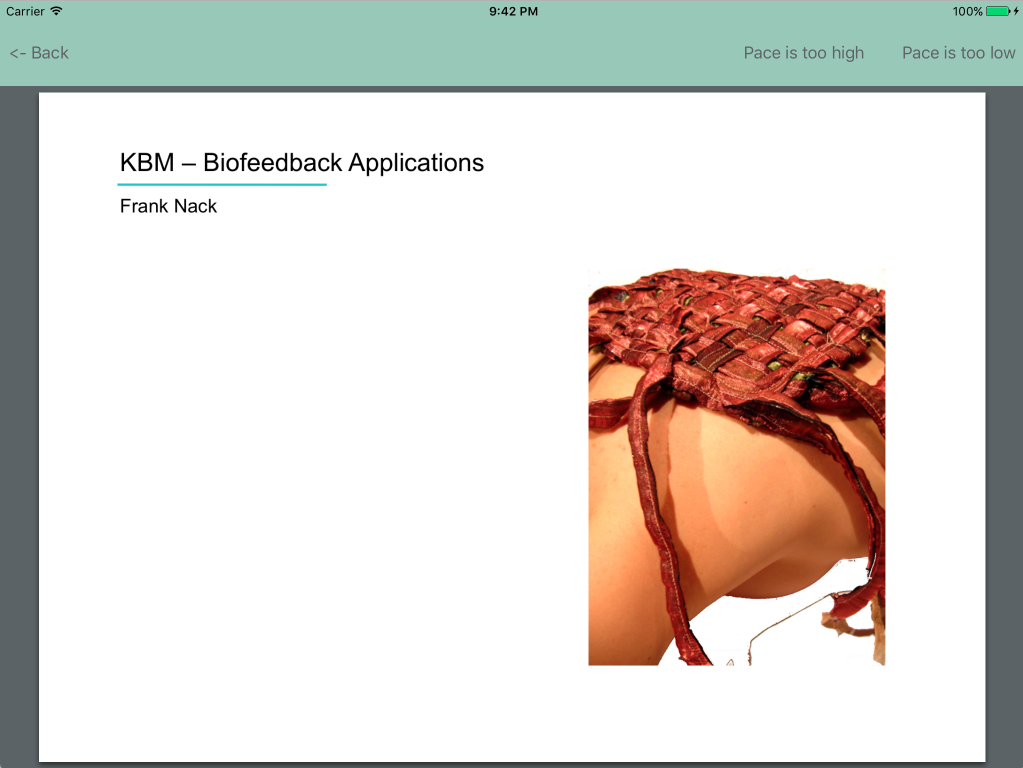 Carrier 9:42 PM 100%
<- Back Pace is too high Pace is too low
KBM – Biofeedback Applications
Frank Nack